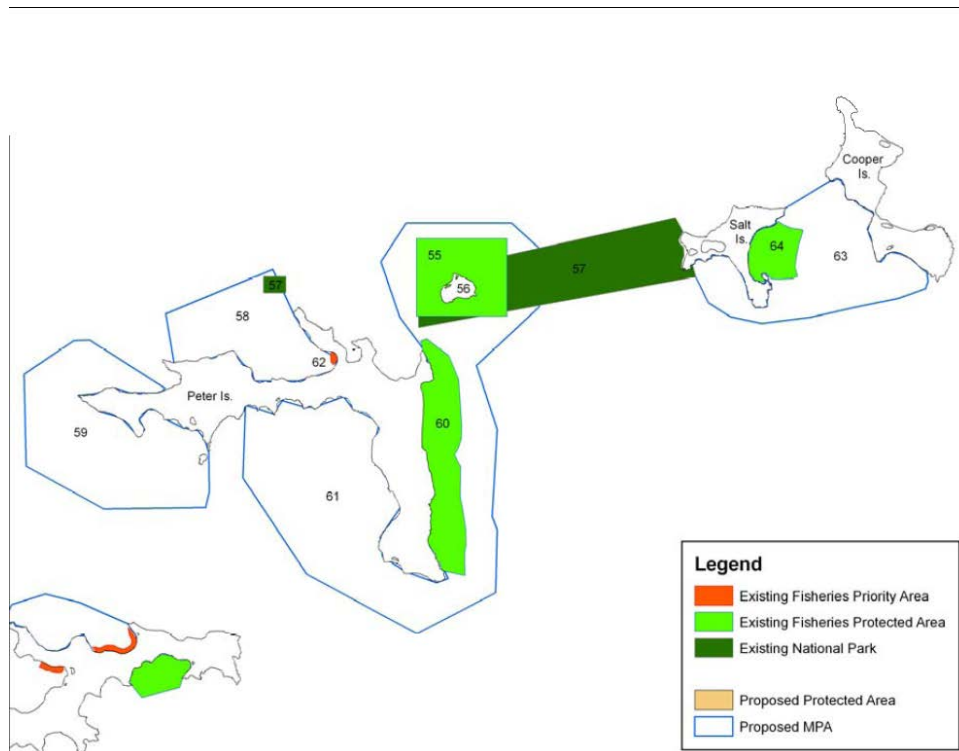 Cooper
Is.
Salt
Is.
64
63
55
56
57
57
58
62
Peter Is.
59
60
61
Legend
Existing Fisheries Priority Area
Existing Fisheries Protected Area
Existing National Park
Proposed Protected Area
Proposed MPA